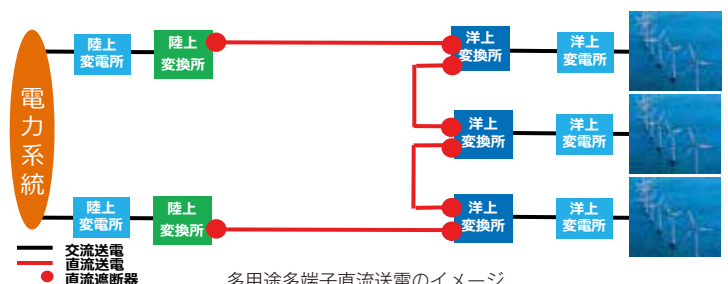 電力系統
陸上
変電所
陸上
変換所
洋上
変換所
洋上
変電所
洋上
変換所
洋上
変電所
陸上
変電所
陸上
変換所
洋上
変換所
洋上
変電所
交流送電
直流送電
直流遮断器
多用途多端子直流送電のイメージ